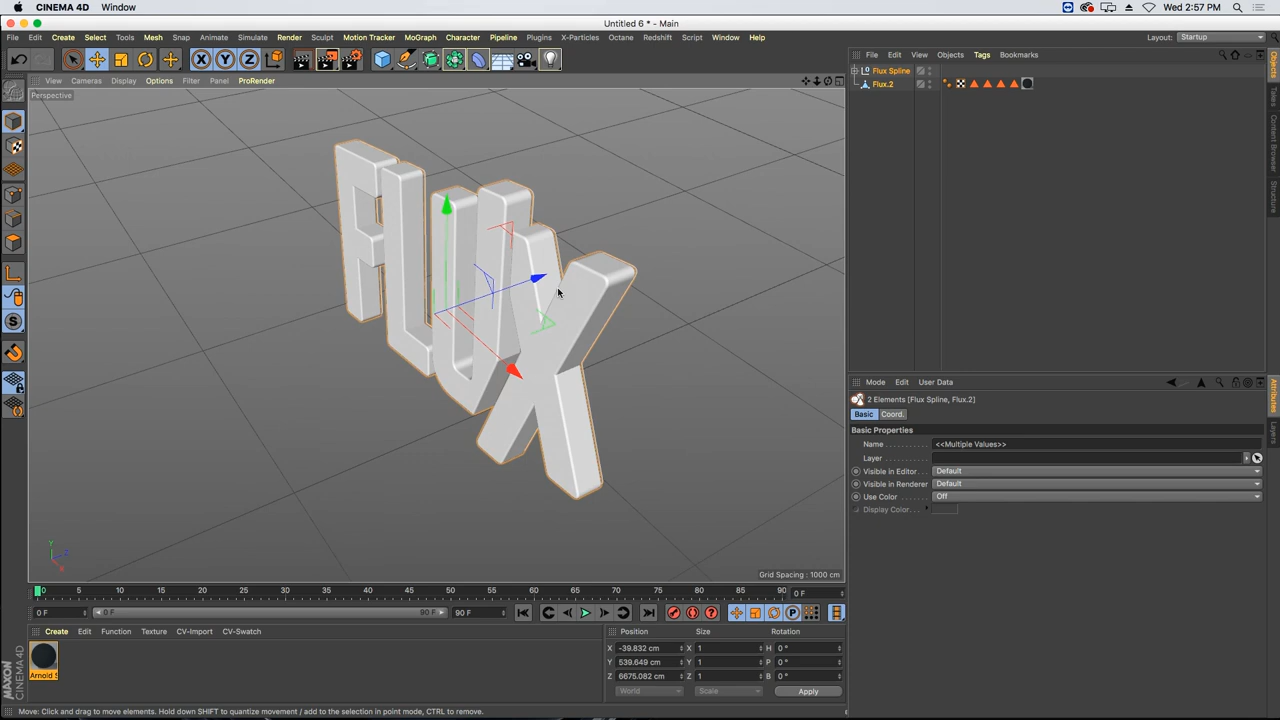 CINEMA 4D Window
Wed 2:57 PM
Untitled 6 * - Main
File Edit Create Select Tools Mesh Snap Animate Simulate Render Sculpt Motion Tracker MoGraph Character Pipeline Plugins X-Particles Octane Redshift Script Window Help
Layout: Startup
X Y Z
File Edit View Objects Tags Bookmarks
View Cameras Display Options Filter Panel ProRender
Perspective
Flux Spline
Flux.2
FLUX
Objects
Takes
Content Browser
Structure
Mode Edit User Data
2 Elements [Flux Spline, Flux.2]
Basic Coord.
Basic Properties
Name <<Multiple Values>>
Layer
Visible in Editor Default
Visible in Renderer Default
Use Color Off
Display Color
Attributes
Layers
Y
Z
X
Grid Spacing : 1000 cm
0 5 10 15 20 25 30 35 40 45 50 55 60 65 70 75 80 85 90 0 F
0 F 0 F 90 F 90 F
Create Edit Function Texture CV-Import CV-Swatch
Position Size Rotation
X -39.832 cm X 1 H 0 °
Y 539.649 cm Y 1 P 0 °
Z 6675.082 cm Z 1 B 0 °
World Scale Apply
Arnold S
MAXON
CINEMA 4D
Move: Click and drag to move elements. Hold down SHIFT to quantize movement / add to the selection in point mode, CTRL to remove.